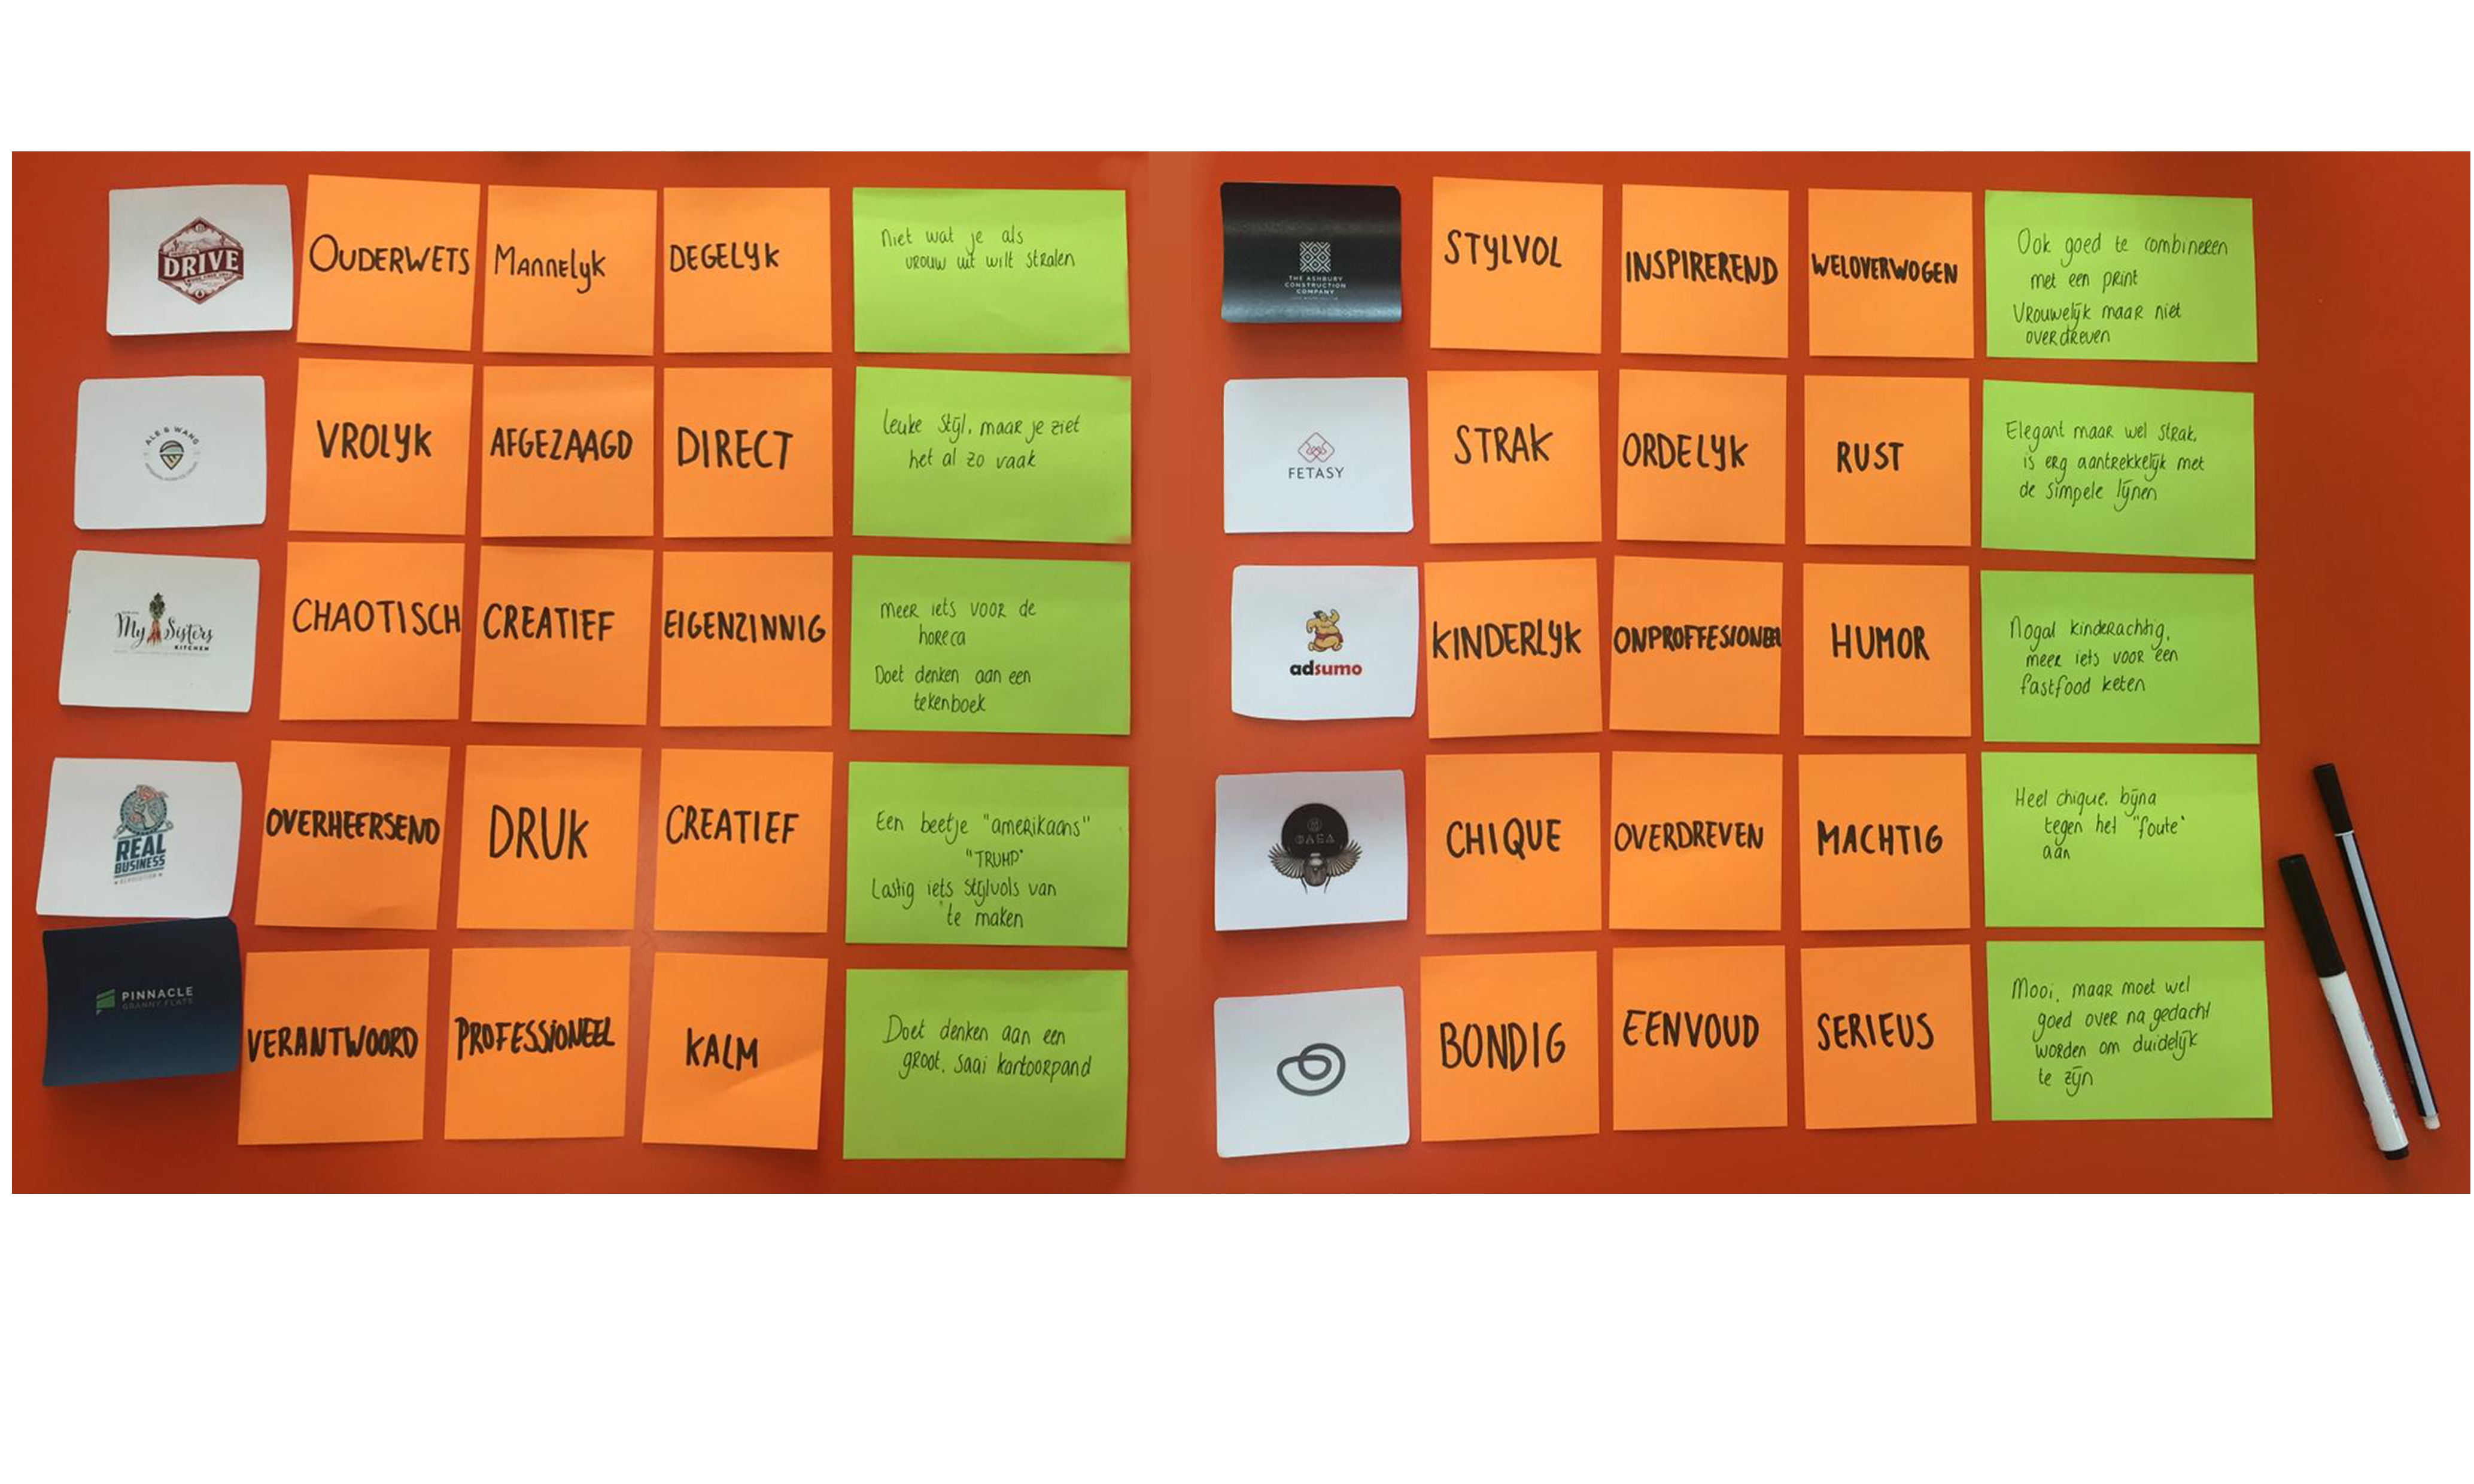 DRIVE
OUDERWETS
Mannelyk
DEGELYK
Niet wat je als
vrouw uit wilt stralen
ALE & WANG
VROLYK
AFGEZAAGD
DIRECT
Leuke Stijl, maar je ziet
het al zo vaak
My Sisters
KITCHEN
CHAOTISCH
CREATIEF
EIGENZINNIG
meer iets voor de
horeca
Doet denken aan een
tekenboek
REAL
BUSINESS
OVERHEERSEND
DRUK
CREATIEF
Een beetje "amerikaans"
"TRUMP"
Lastig iets stijlvols van
te maken
PINNACLE
GRANNY FLATS
VERANTWOORD
PROFESSIONEEL
KALM
Doet denken aan een
groot, saai kantoorpand
THE ASHBURY
CONSTRUCTION
COMPANY
STYLVOL
INSPIREREND
WELOVERWOGEN
Ook goed te combineren
met een print
Vrouwelijk maar niet
overdreven
FETASY
STRAK
ORDELYK
RUST
Elegant maar wel strak,
is erg aantrekkelijk met
de simpele lijnen
adsumo
KINDERLYK
ONPROFFESIONEEL
HUMOR
Nogal kinderachtig,
meer iets voor een
fastfood keten
CHIQUE
OVERDREVEN
MACHTIG
Heel chique, bijna
tegen het "foute"
aan
BONDIG
EENVOUD
SERIEUS
Mooi, maar moet wel
goed over na gedacht
worden om duidelijk
te zijn